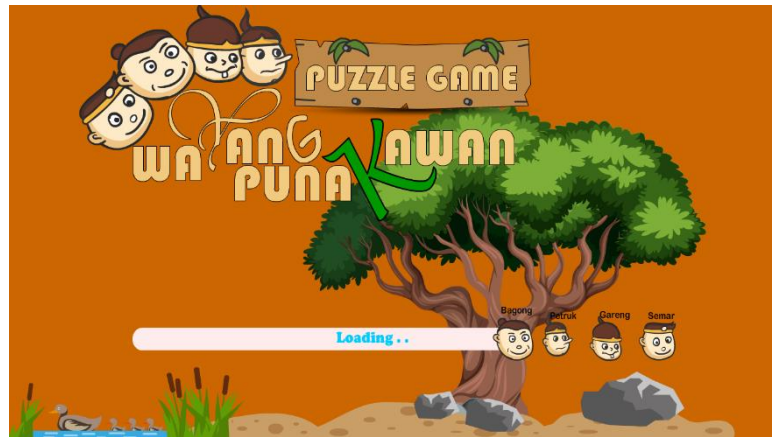 PUZZLE GAME
WAYANG
PUNAKAWAN
Bagong Petruk Gareng Semar
Loading . .